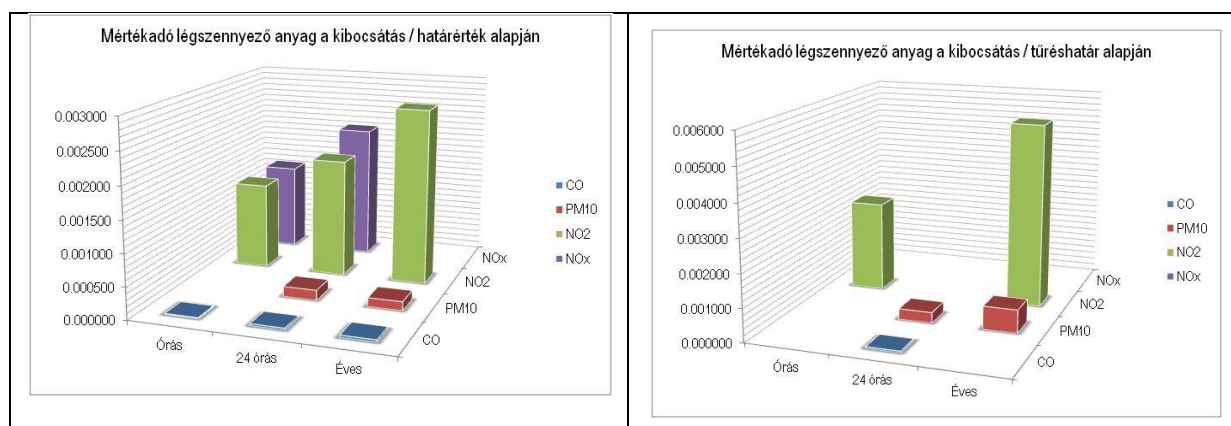 Mértékadó légszennyező anyag a kibocsátás / határérték alapján
0.003000
0.002500
0.002000
0.001500
0.001000
0.000500
0.000000
Órás
24 órás
Éves
CO
PM10
NO2
NOx
CO
PM10
NO2
NOx
Mértékadó légszennyező anyag a kibocsátás / tűréshatár alapján
0.006000
0.005000
0.004000
0.003000
0.002000
0.001000
0.000000
Órás
24 órás
Éves
CO
PM10
NO2
NOx
CO
PM10
NO2
NOx